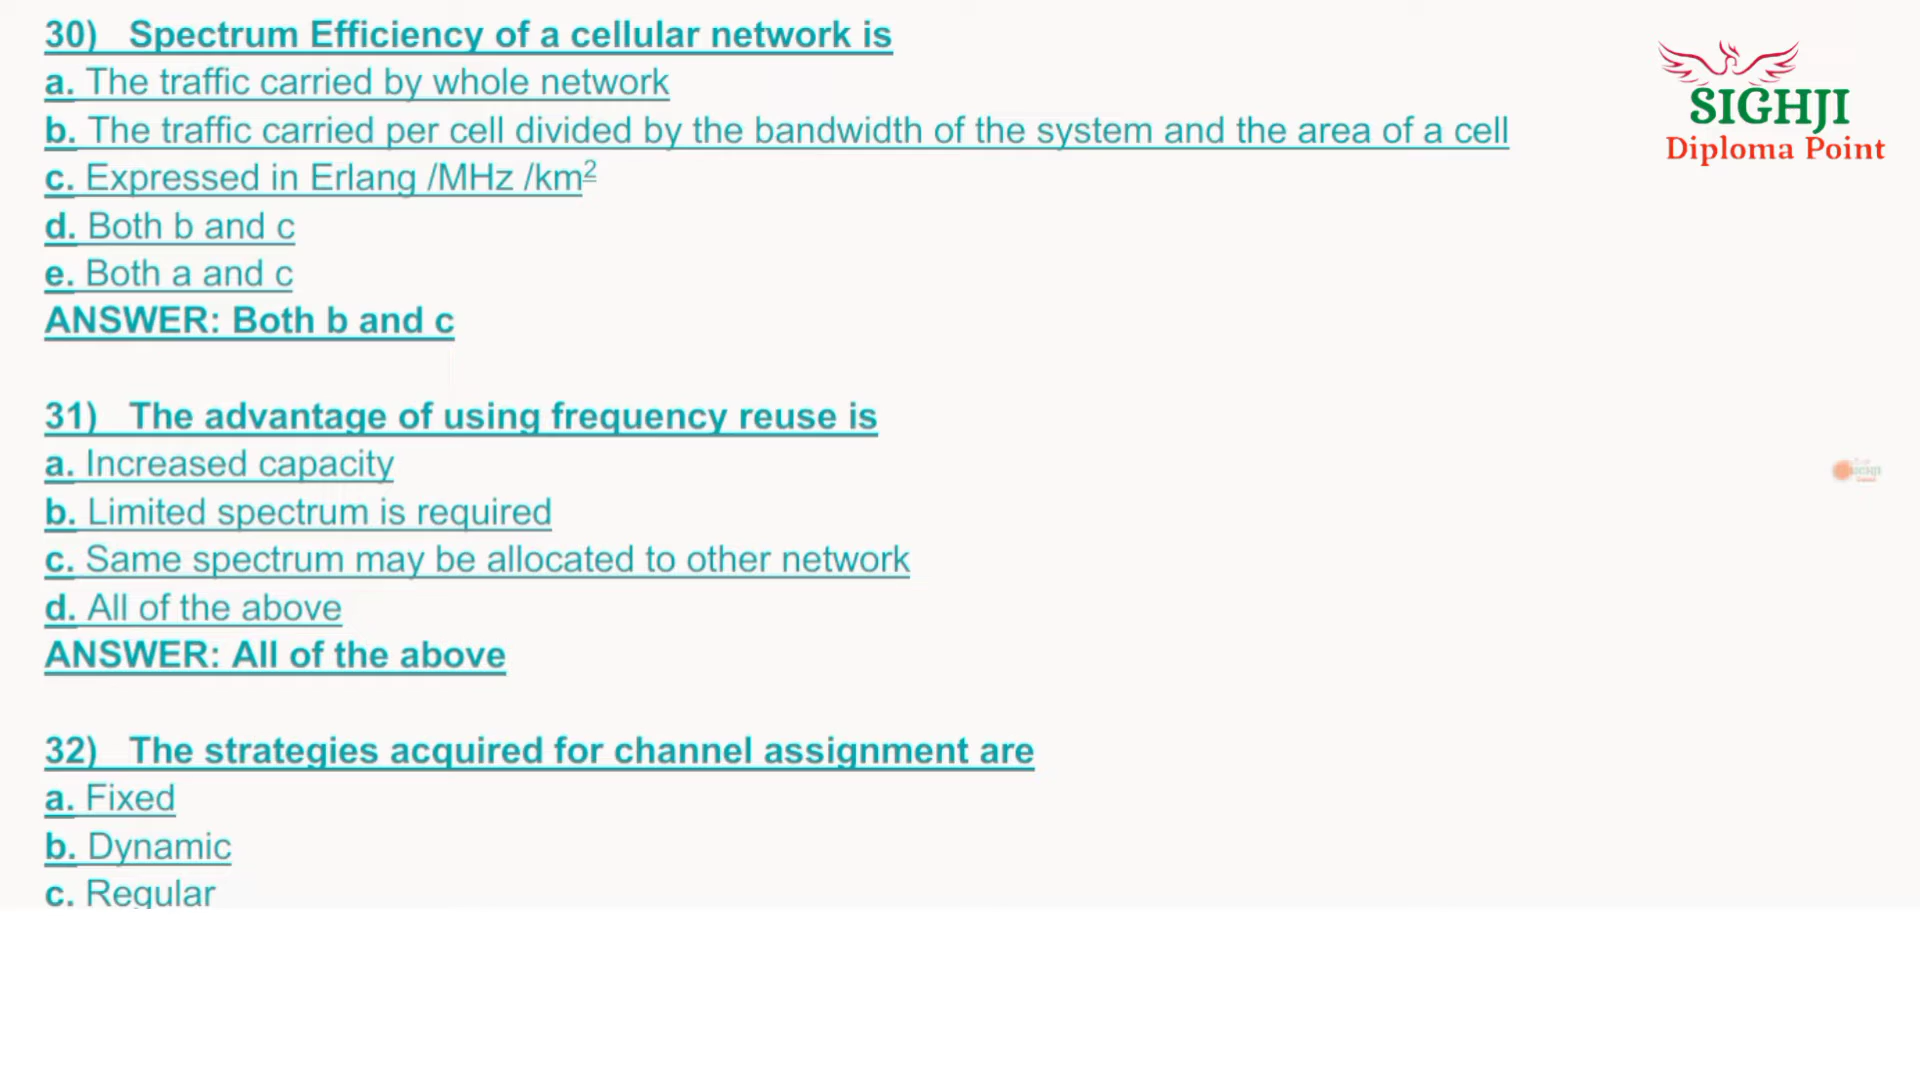 30) Spectrum Efficiency of a cellular network is
a. The traffic carried by whole network
b. The traffic carried per cell divided by the bandwidth of the system and the area of a cell
c. Expressed in Erlang /MHz /km²
d. Both b and c
e. Both a and c
ANSWER: Both b and c
31) The advantage of using frequency reuse is
a. Increased capacity
b. Limited spectrum is required
c. Same spectrum may be allocated to other network
d. All of the above
ANSWER: All of the above
32) The strategies acquired for channel assignment are
a. Fixed
b. Dynamic
c. Regular
SIGHJI
Diploma Point